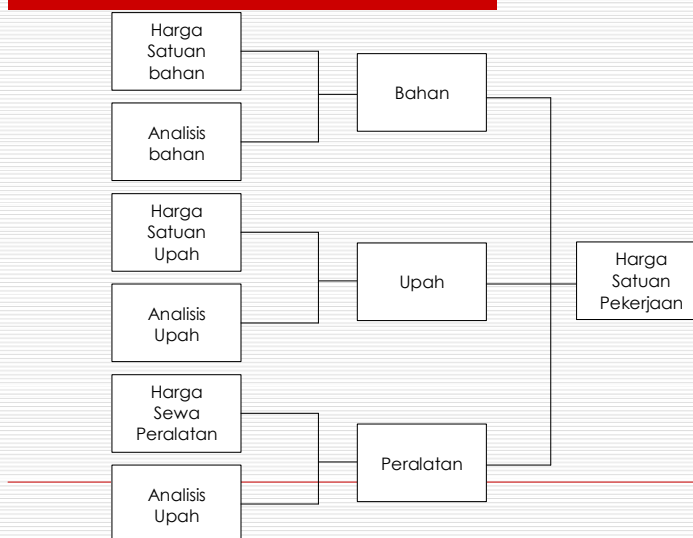 Harga
Satuan
bahan
Analisis
bahan
Bahan
Harga
Satuan
Upah
Analisis
Upah
Upah
Harga
Sewa
Peralatan
Analisis
Upah
Peralatan
Harga
Satuan
Pekerjaan